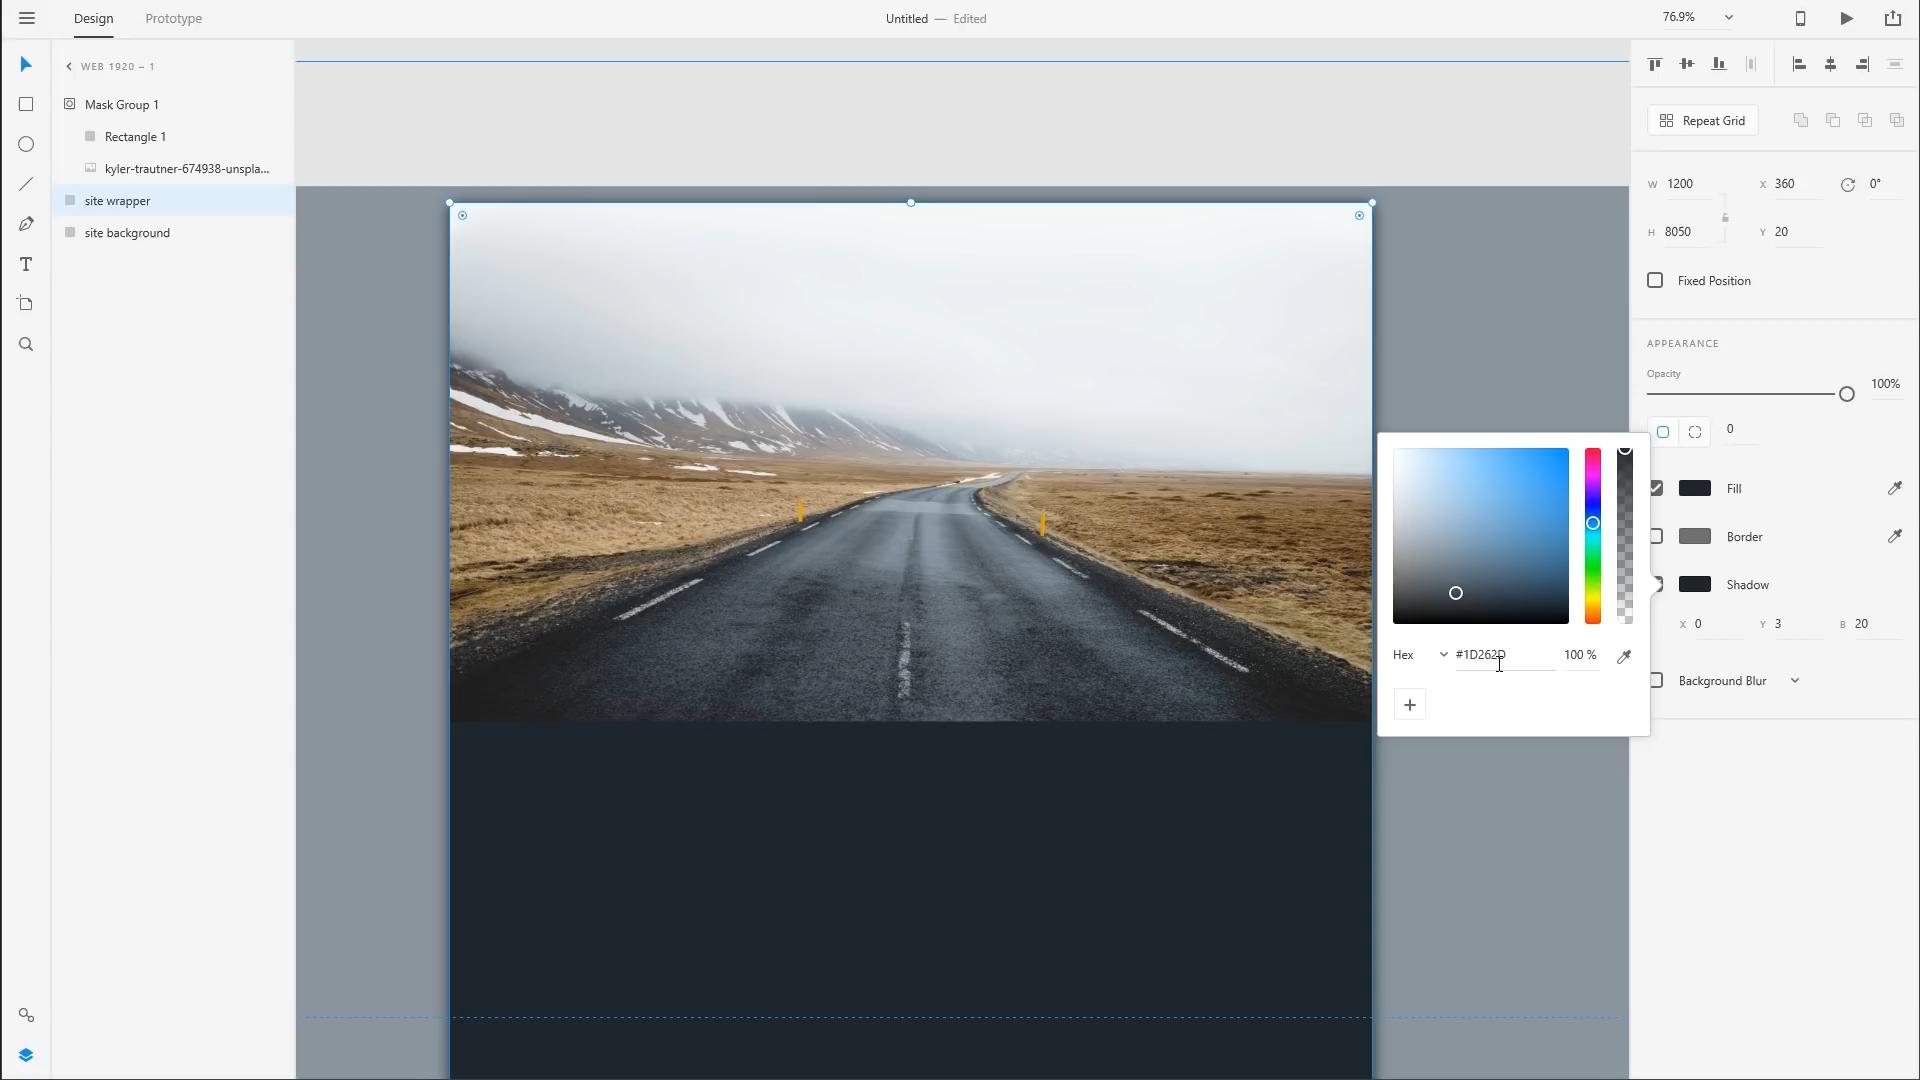 Design
Prototype
Untitled — Edited
76.9%
WEB 1920 – 1
Mask Group 1
Rectangle 1
kyler-trautner-674938-unspla...
site wrapper
site background
Repeat Grid
W 1200
X 360
0°
H 8050
Y 20
Fixed Position
APPEARANCE
Opacity
100%
0
Fill
Border
Shadow
X 0
Y 3
B 20
Hex
#1D262D
100 %
Background Blur